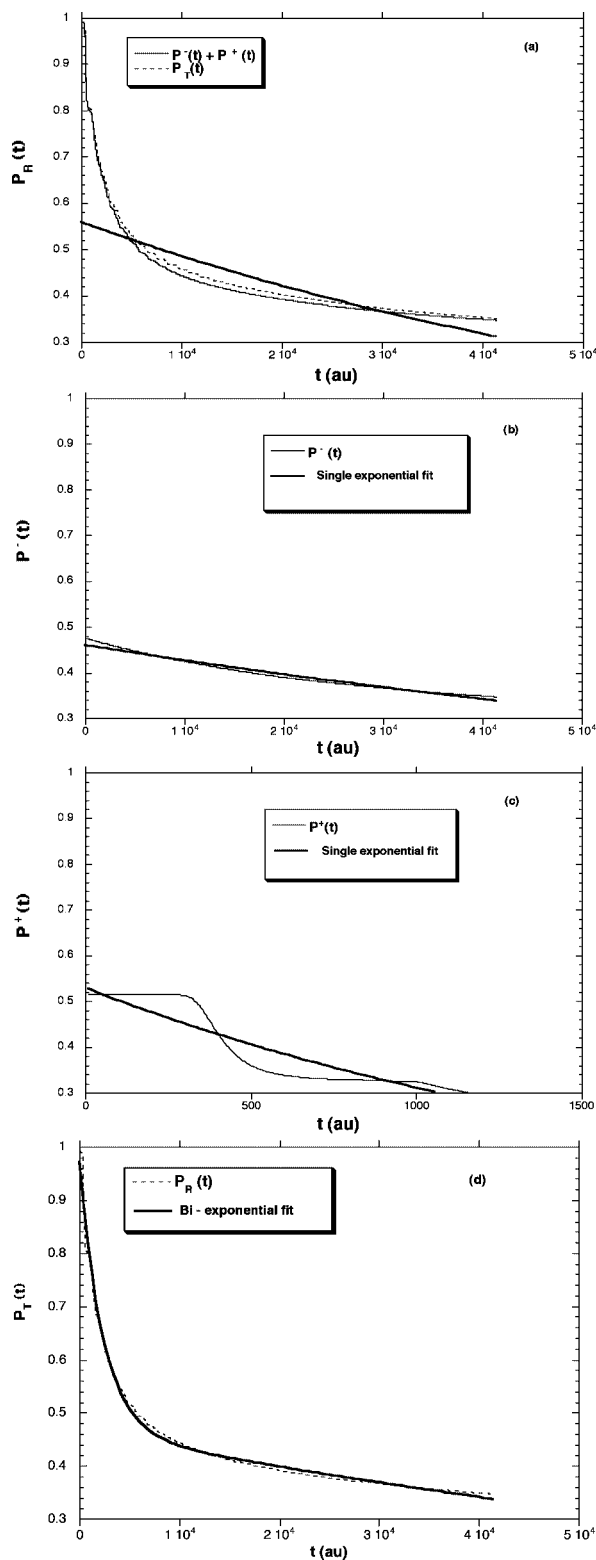 (a)
P⁻(t) + P⁺(t)
P_T(t)
P_R(t)
1
0.9
0.8
0.7
0.6
0.5
0.4
0.3
0
1 10⁴
2 10⁴
3 10⁴
4 10⁴
5 10⁴
t (au)
(b)
P⁻(t)
Single exponential fit
P⁻(t)
1
0.9
0.8
0.7
0.6
0.5
0.4
0.3
0
1 10⁴
2 10⁴
3 10⁴
4 10⁴
5 10⁴
t (au)
(c)
P⁺(t)
Single exponential fit
P⁺(t)
1
0.9
0.8
0.7
0.6
0.5
0.4
0.3
0
500
1000
1500
t (au)
(d)
P_R(t)
Bi - exponential fit
P_T(t)
1
0.9
0.8
0.7
0.6
0.5
0.4
0.3
0
1 10⁴
2 10⁴
3 10⁴
4 10⁴
5 10⁴
t (au)